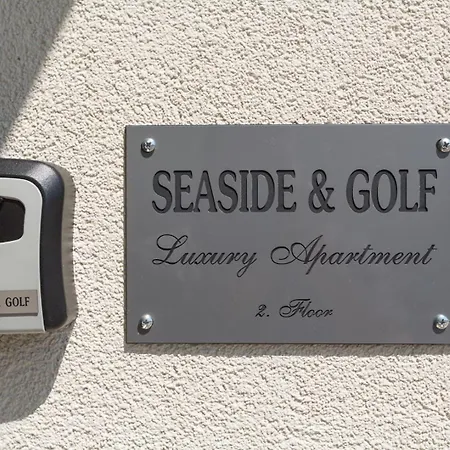 SEASIDE & GOLF
Luxury Apartment
2. Floor
GOLF